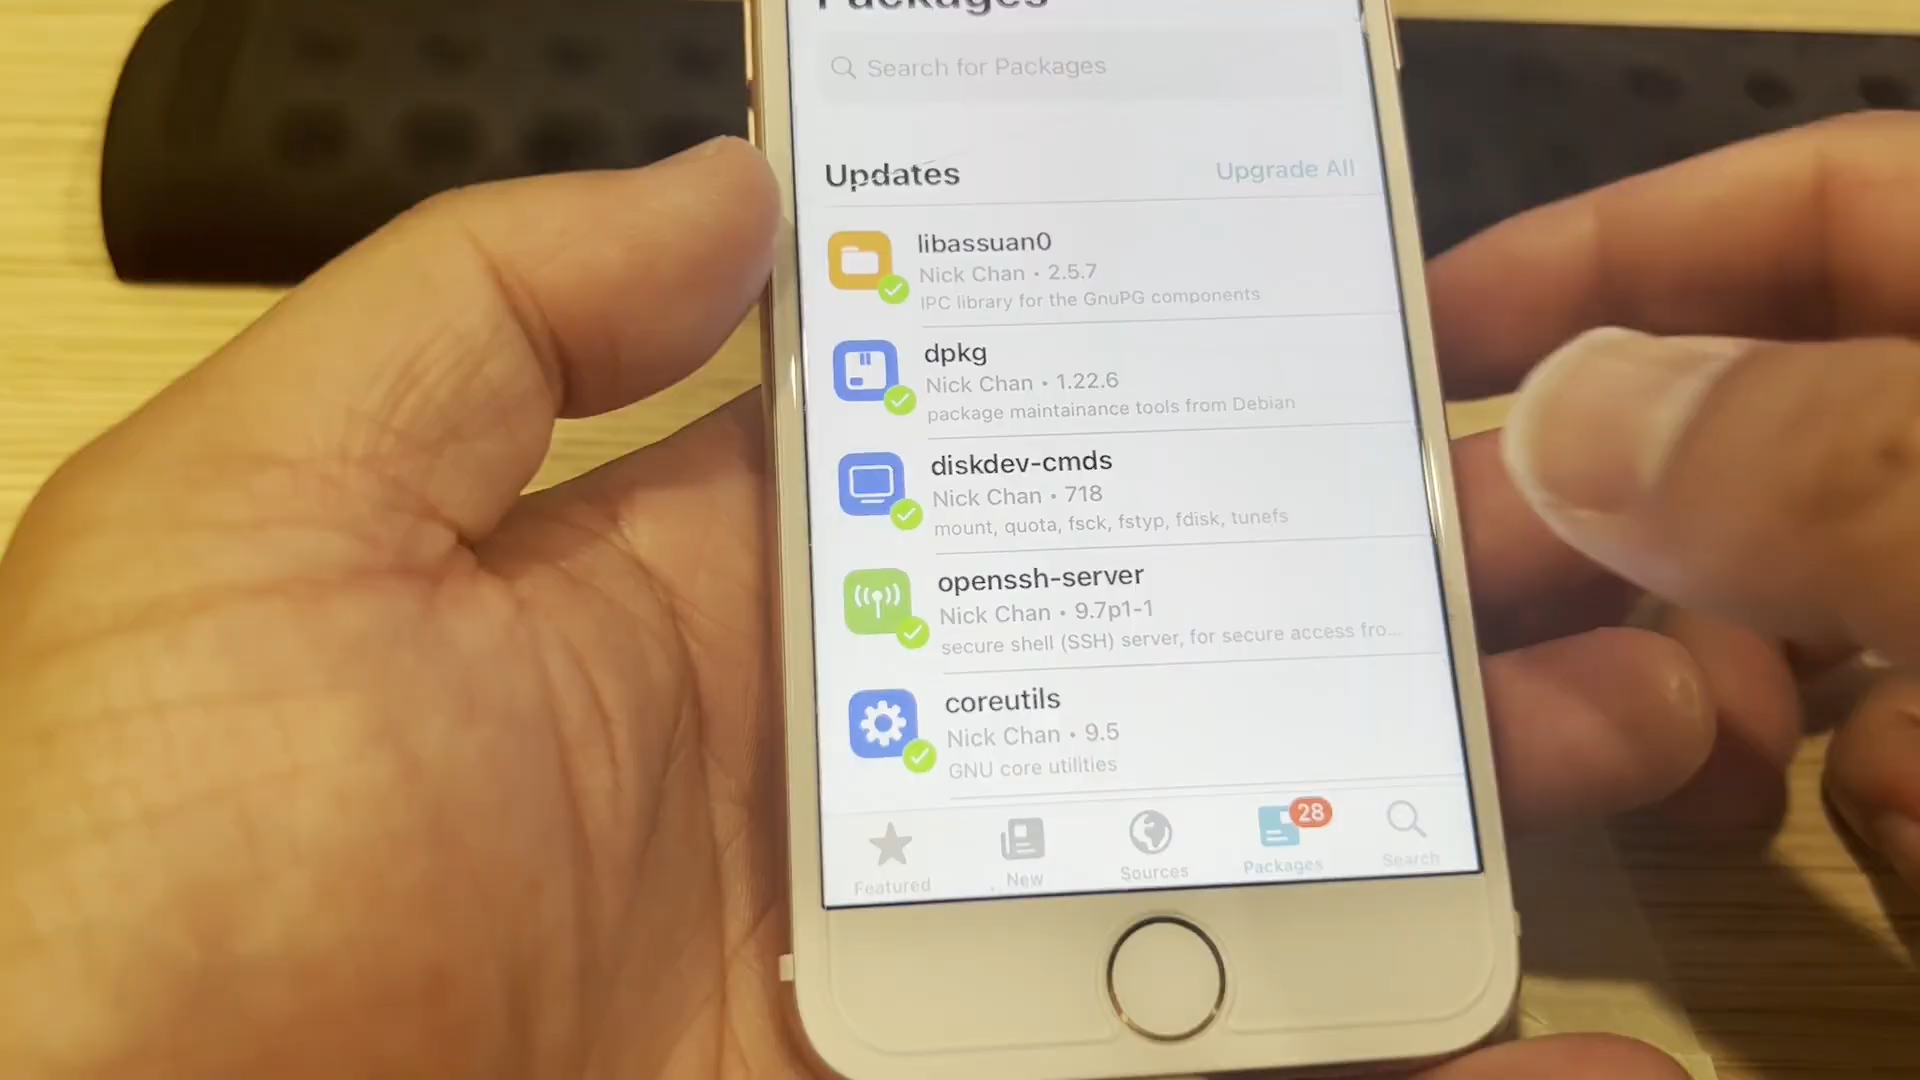 Packages
Search for Packages
Updates
Upgrade All
libassuan0
Nick Chan • 2.5.7
IPC library for the GnuPG components
dpkg
Nick Chan • 1.22.6
package maintainance tools from Debian
diskdev-cmds
Nick Chan • 718
mount, quota, fsck, fstyp, fdisk, tunefs
openssh-server
Nick Chan • 9.7p1-1
secure shell (SSH) server, for secure access fro...
coreutils
Nick Chan • 9.5
GNU core utilities
28
Featured
New
Sources
Packages
Search